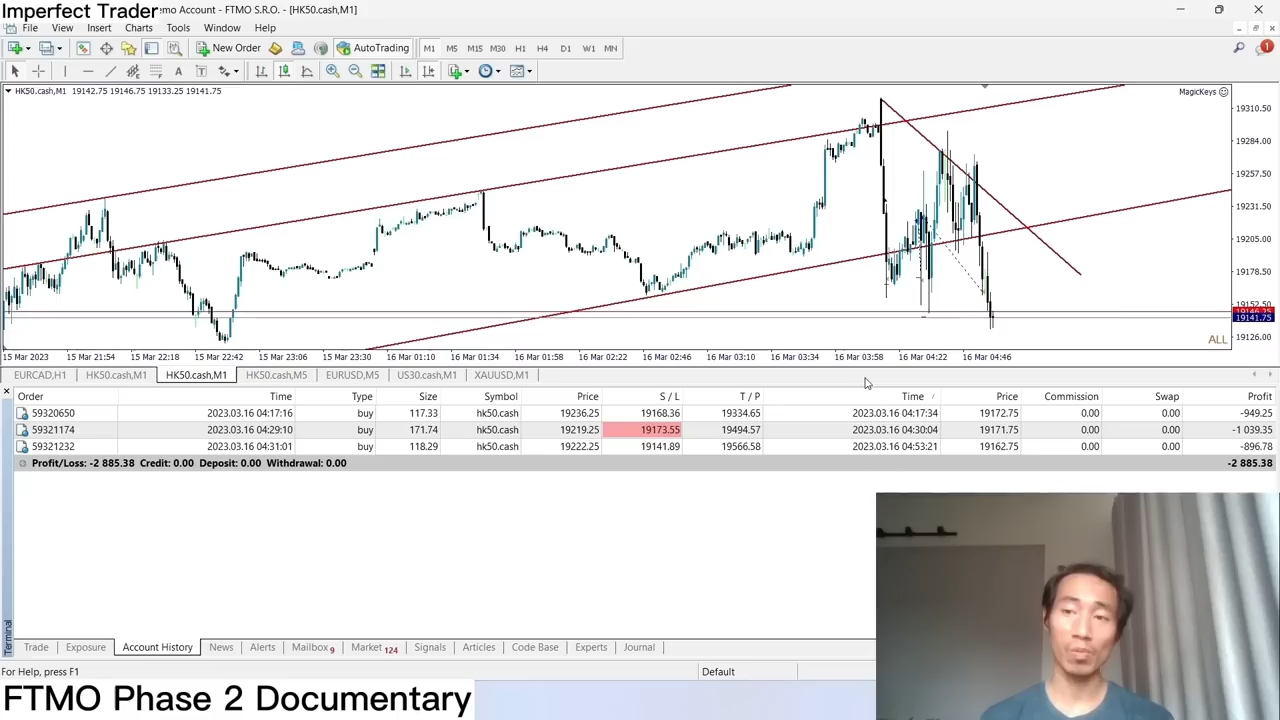 Imperfect Trader
emo Account - FTMO S.R.O. - [HK50.cash,M1]
File View Insert Charts Tools Window Help
New Order AutoTrading M1 M5 M15 M30 H1 H4 D1 W1 MN 1
A T
HK50.cash,M1 19142.75 19146.75 19133.25 19141.75 MagicKeys
19310.50
19284.00
19257.50
19231.50
19205.00
19178.50
19152.50
19146.25
19141.75
19126.00
ALL
15 Mar 2023 15 Mar 21:54 15 Mar 22:18 15 Mar 22:42 15 Mar 23:06 15 Mar 23:30 16 Mar 01:10 16 Mar 01:34 16 Mar 01:58 16 Mar 02:22 16 Mar 02:46 16 Mar 03:10 16 Mar 03:34 16 Mar 03:58 16 Mar 04:22 16 Mar 04:46
EURCAD,H1 HK50.cash,M1 HK50.cash,M1 HK50.cash,M5 EURUSD,M5 US30.cash,M1 XAUUSD,M1
Order Time Type Size Symbol Price S / L T / P Time Price Commission Swap Profit
59320650 2023.03.16 04:17:16 buy 117.33 hk50.cash 19236.25 19168.36 19334.65 2023.03.16 04:17:34 19172.75 0.00 0.00 -949.25
59321174 2023.03.16 04:29:10 buy 171.74 hk50.cash 19219.25 19173.55 19494.57 2023.03.16 04:30:04 19171.75 0.00 0.00 -1 039.35
59321232 2023.03.16 04:31:01 buy 118.29 hk50.cash 19222.25 19141.89 19566.58 2023.03.16 04:53:21 19162.75 0.00 0.00 -896.78
Profit/Loss: -2 885.38 Credit: 0.00 Deposit: 0.00 Withdrawal: 0.00 -2 885.38
Terminal
Trade Exposure Account History News Alerts Mailbox 9 Market 124 Signals Articles Code Base Experts Journal
For Help, press F1 Default
FTMO Phase 2 Documentary